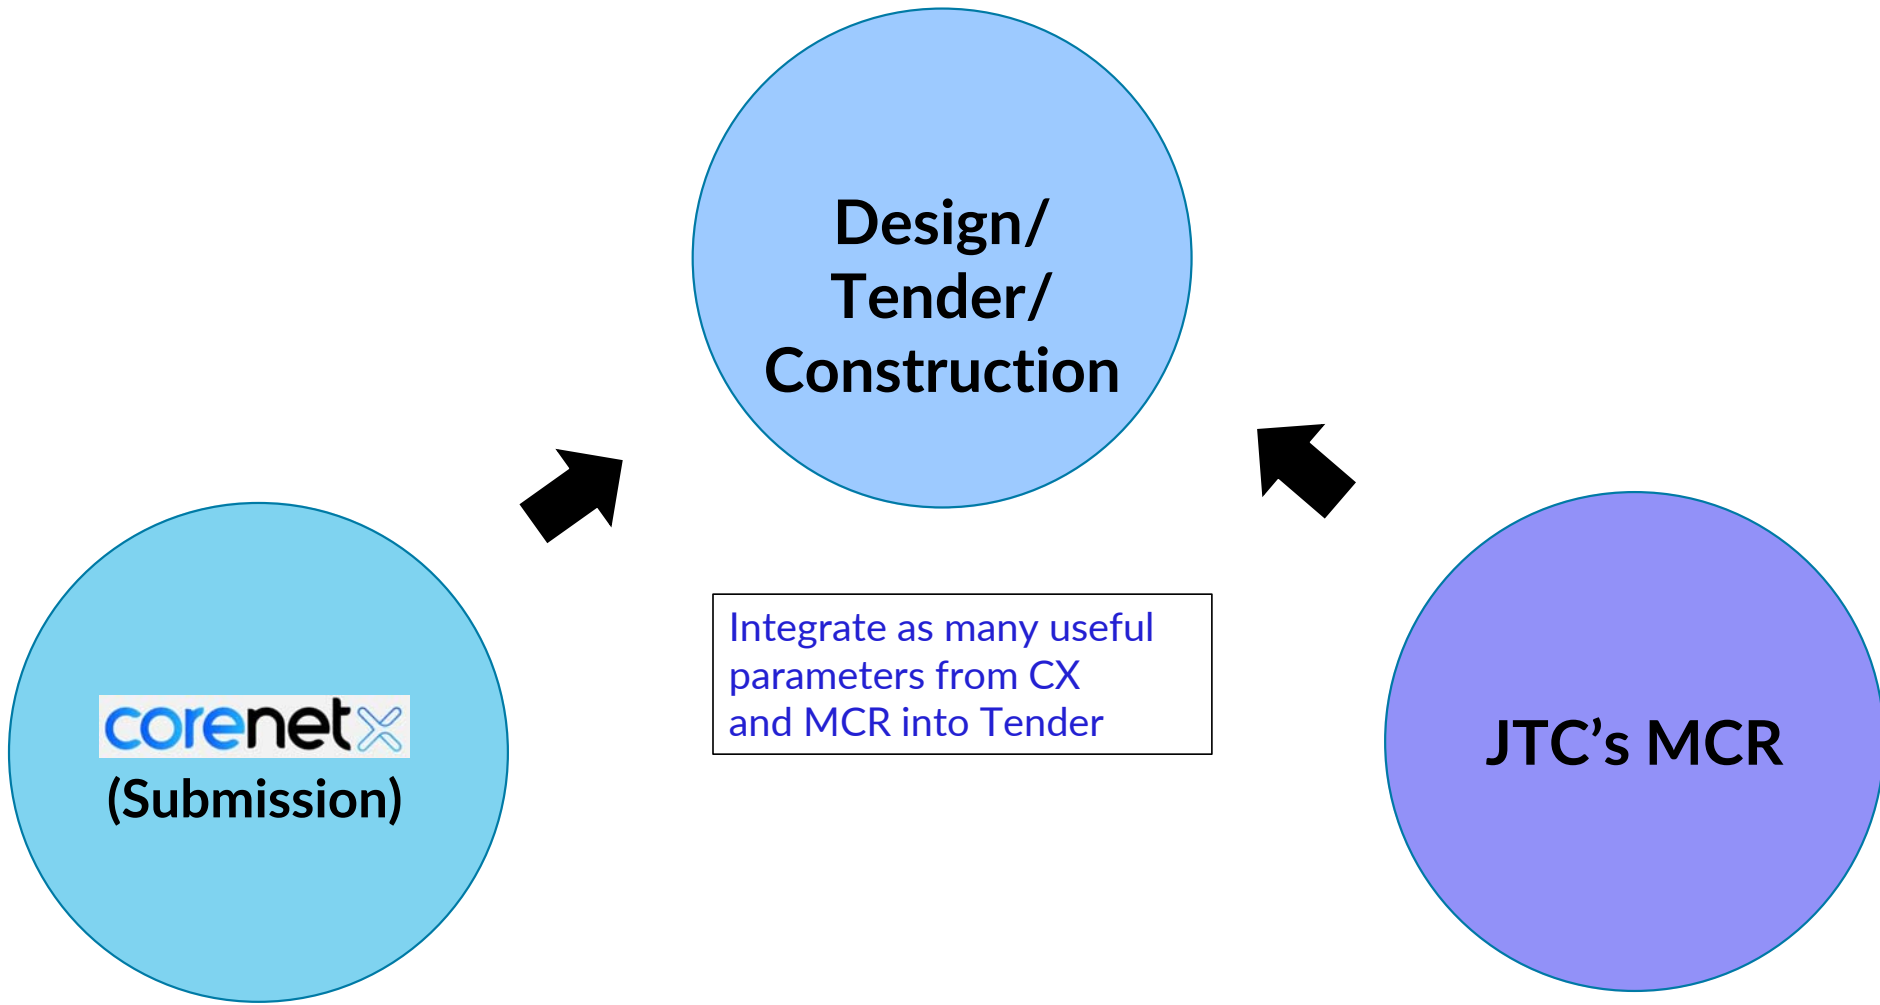 Design/
Tender/
Construction
Integrate as many useful
parameters from CX
and MCR into Tender
corenetx
(Submission)
JTC’s MCR